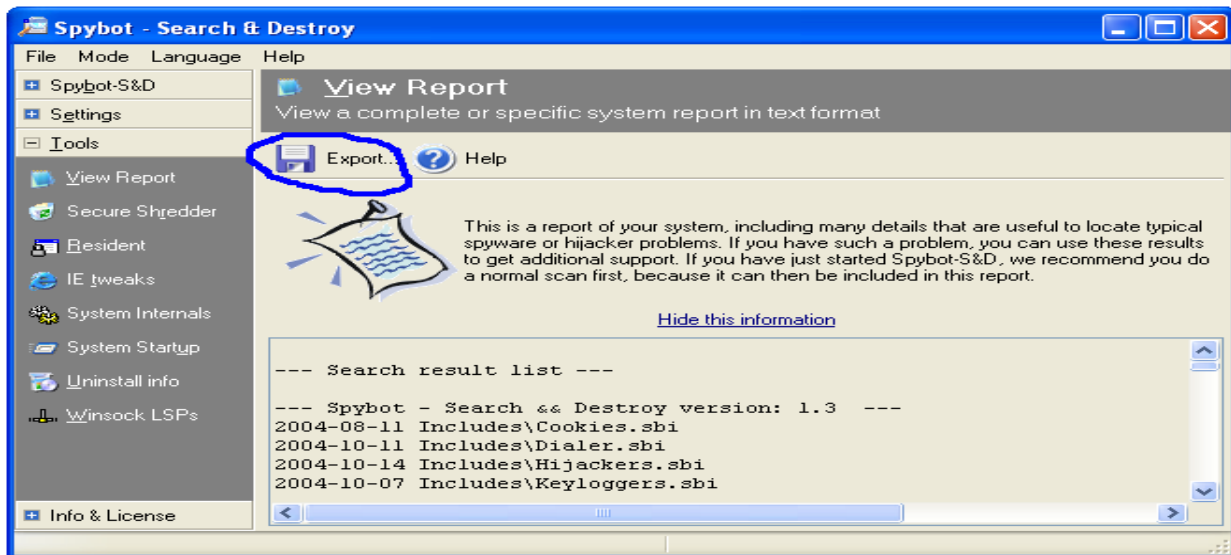 Spybot - Search & Destroy
File Mode Language Help
Spybot-S&D
Settings
Tools
View Report
Secure Shredder
Resident
IE tweaks
System Internals
System Startup
Uninstall info
Winsock LSPs
Info & License
View Report
View a complete or specific system report in text format
Export... Help
This is a report of your system, including many details that are useful to locate typical
spyware or hijacker problems. If you have such a problem, you can use these results
to get additional support. If you have just started Spybot-S&D, we recommend you do
a normal scan first, because it can then be included in this report.
Hide this information
--- Search result list ---
--- Spybot - Search && Destroy version: 1.3 ---
2004-08-11 Includes\Cookies.sbi
2004-10-11 Includes\Dialer.sbi
2004-10-14 Includes\Hijackers.sbi
2004-10-07 Includes\Keyloggers.sbi